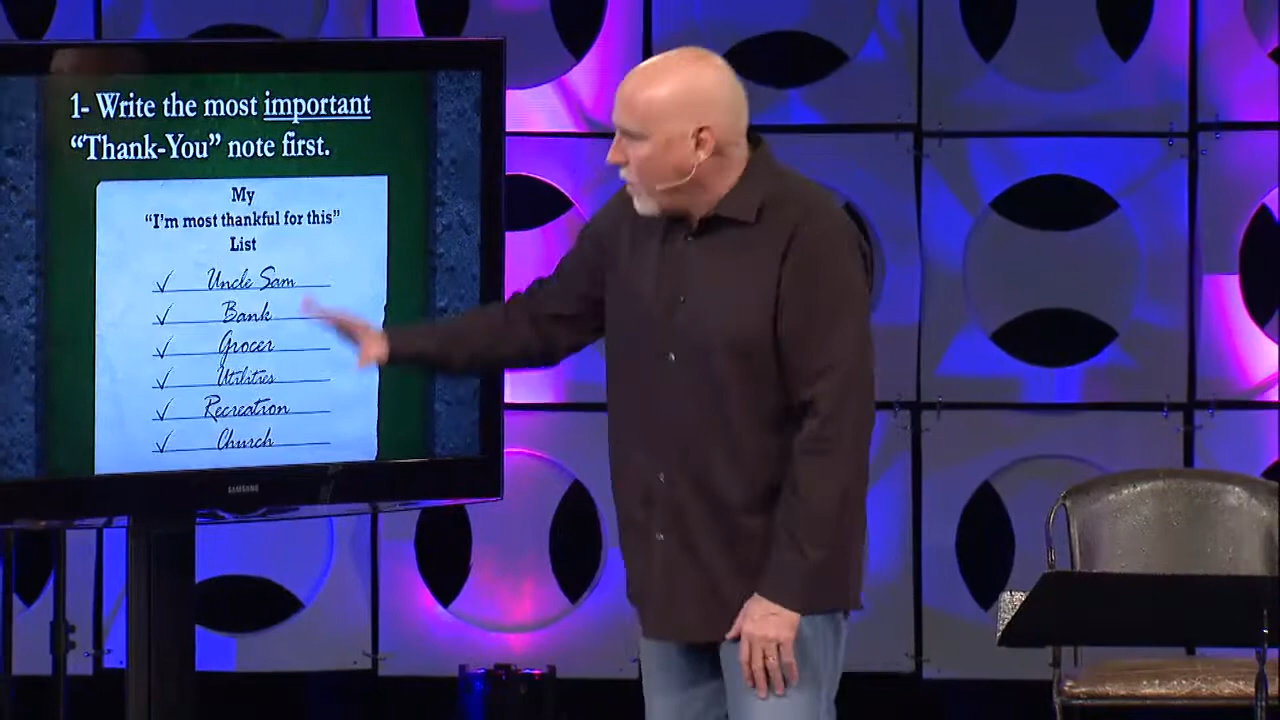 1- Write the most important
“Thank-You” note first.
My
“I’m most thankful for this”
List
✓ Uncle Sam
✓ Bank
✓ Grocer
✓ Utilities
✓ Recreation
✓ Church
SAMSUNG